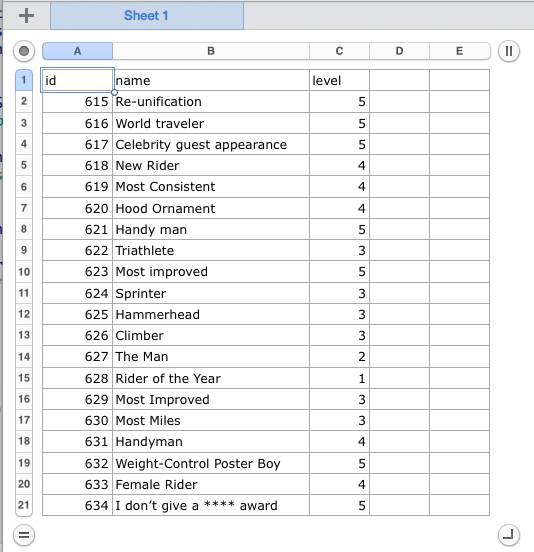 Sheet 1
A B C D E
1 id name level
2 615 Re-unification 5
3 616 World traveler 5
4 617 Celebrity guest appearance 5
5 618 New Rider 4
6 619 Most Consistent 4
7 620 Hood Ornament 4
8 621 Handy man 5
9 622 Triathlete 3
10 623 Most improved 5
11 624 Sprinter 3
12 625 Hammerhead 3
13 626 Climber 3
14 627 The Man 2
15 628 Rider of the Year 1
16 629 Most Improved 3
17 630 Most Miles 3
18 631 Handyman 4
19 632 Weight-Control Poster Boy 5
20 633 Female Rider 4
21 634 I don’t give a **** award 5